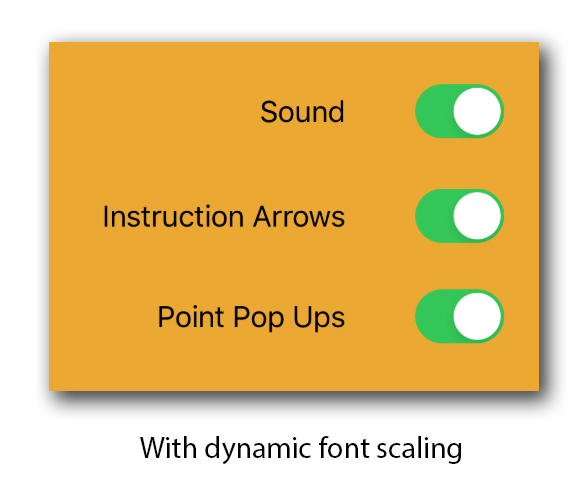 Sound
Instruction Arrows
Point Pop Ups
With dynamic font scaling